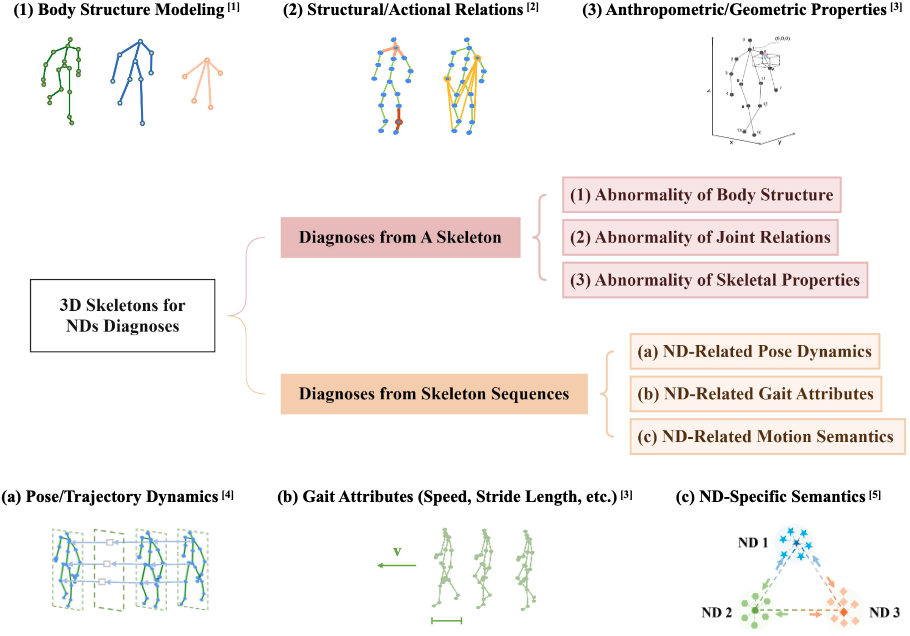 (1) Body Structure Modeling [1]
(2) Structural/Actional Relations [2]
(3) Anthropometric/Geometric Properties [3]
(0,0,0)
z
x
y
(1) Abnormality of Body Structure
Diagnoses from A Skeleton
(2) Abnormality of Joint Relations
(3) Abnormality of Skeletal Properties
3D Skeletons for
NDs Diagnoses
(a) ND-Related Pose Dynamics
Diagnoses from Skeleton Sequences
(b) ND-Related Gait Attributes
(c) ND-Related Motion Semantics
(a) Pose/Trajectory Dynamics [4]
(b) Gait Attributes (Speed, Stride Length, etc.) [3]
(c) ND-Specific Semantics [5]
v
ND 1
ND 2
ND 3